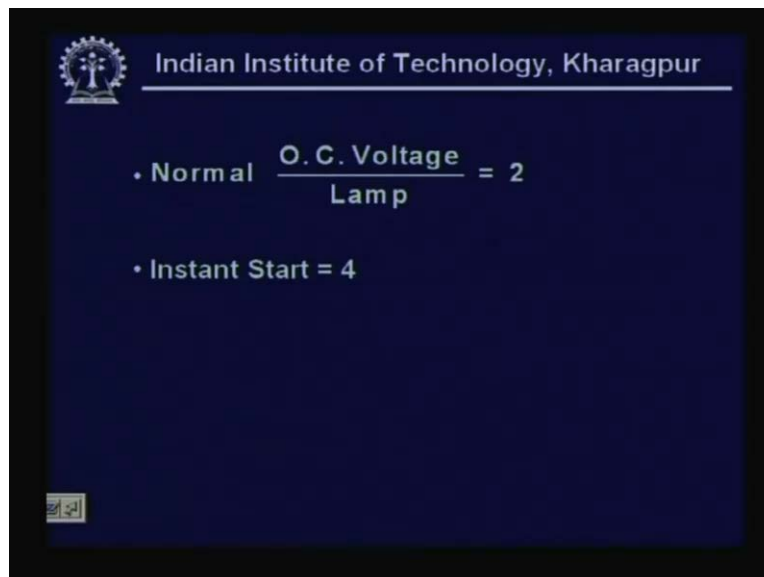 Indian Institute of Technology, Kharagpur
• Normal O.C. Voltage / Lamp = 2
• Instant Start = 4